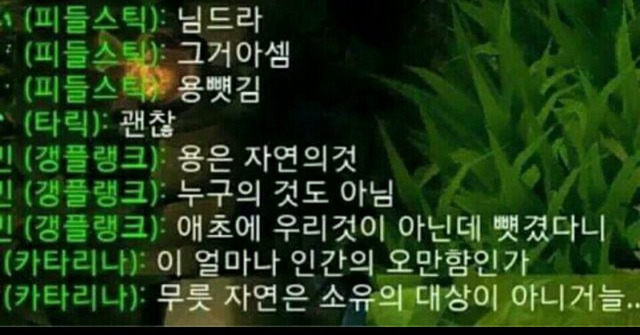 (피들스틱): 님드라
(피들스틱): 그거아셈
(피들스틱): 용뺏김
(타릭): 괜찮
민 (갱플랭크): 용은 자연의것
민 (갱플랭크): 누구의 것도 아님
민 (갱플랭크): 애초에 우리것이 아닌데 뺏겼다니
(카타리나): 이 얼마나 인간의 오만함인가
(카타리나): 무릇 자연은 소유의 대상이 아니거늘..